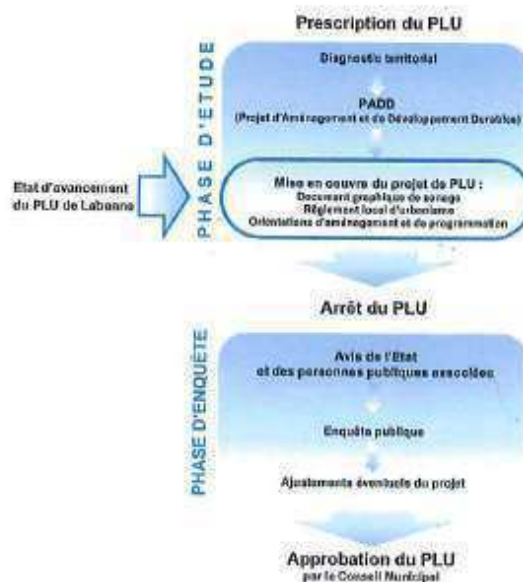 Prescription du PLU
PHASE D'ETUDE
Diagnostic territorial
PADD
(Projet d'Aménagement et de Développement Durables)
Etat d'avancement
du PLU de Labenne
Mise en oeuvre du projet de PLU :
Document graphique de zonage
Règlement local d'urbanisme
Orientations d'aménagement et de programmation
Arrêt du PLU
PHASE D'ENQUÊTE
Avis de l'Etat
et des personnes publiques associées
Enquête publique
Ajustements éventuels du projet
Approbation du PLU
par le Conseil Municipal